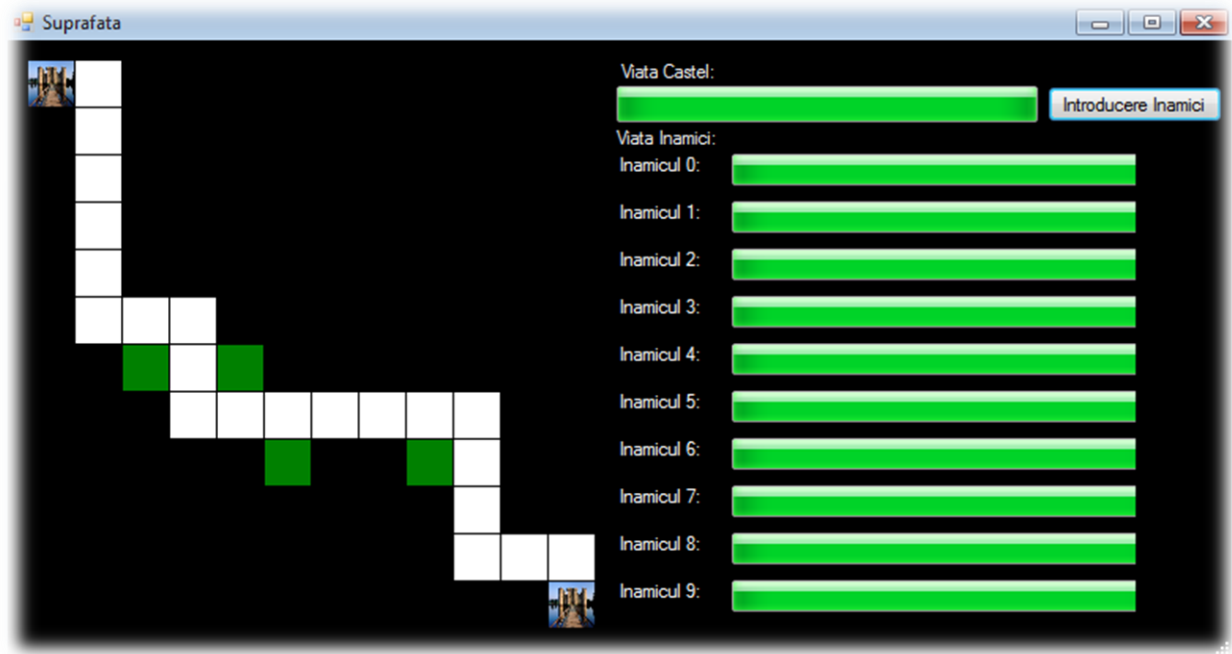 Suprafata
Viata Castel:
Introducere Inamici
Viata Inamici:
Inamicul 0:
Inamicul 1:
Inamicul 2:
Inamicul 3:
Inamicul 4:
Inamicul 5:
Inamicul 6:
Inamicul 7:
Inamicul 8:
Inamicul 9: